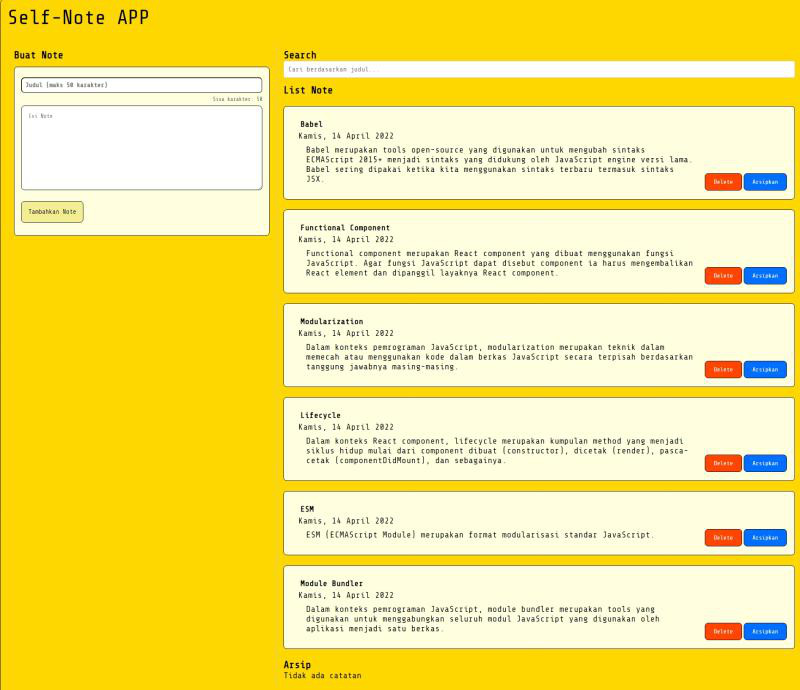 Self-Note APP
Buat Note
Judul (maks 50 karakter)
Sisa karakter: 50
Isi Note
Tambahkan Note
Search
Cari berdasarkan judul...
List Note
Babel
Kamis, 14 April 2022
Babel merupakan tools open-source yang digunakan untuk mengubah sintaks
ECMAScript 2015+ menjadi sintaks yang didukung oleh JavaScript engine versi lama.
Babel sering dipakai ketika kita menggunakan sintaks terbaru termasuk sintaks
JSX.
Delete
Arsipkan
Functional Component
Kamis, 14 April 2022
Functional component merupakan React component yang dibuat menggunakan fungsi
JavaScript. Agar fungsi JavaScript dapat disebut component ia harus mengembalikan
React element dan dipanggil layaknya React component.
Delete
Arsipkan
Modularization
Kamis, 14 April 2022
Dalam konteks pemrograman JavaScript, modularization merupakan teknik dalam
memecah atau menggunakan kode dalam berkas JavaScript secara terpisah berdasarkan
tanggung jawabnya masing-masing.
Delete
Arsipkan
Lifecycle
Kamis, 14 April 2022
Dalam konteks React component, lifecycle merupakan kumpulan method yang menjadi
siklus hidup mulai dari component dibuat (constructor), dicetak (render), pasca-
cetak (componentDidMount), dan sebagainya.
Delete
Arsipkan
ESM
Kamis, 14 April 2022
ESM (ECMAScript Module) merupakan format modularisasi standar JavaScript.
Delete
Arsipkan
Module Bundler
Kamis, 14 April 2022
Dalam konteks pemrograman JavaScript, module bundler merupakan tools yang
digunakan untuk menggabungkan seluruh modul JavaScript yang digunakan oleh
aplikasi menjadi satu berkas.
Delete
Arsipkan
Arsip
Tidak ada catatan